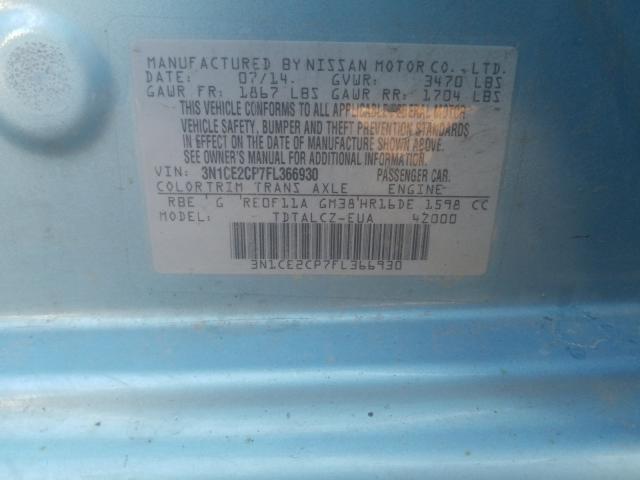 MANUFACTURED BY NISSAN MOTOR CO., LTD.
DATE: 07/14. GVWR: 3470 LBS
GAWR FR: 1867 LBS GAWR RR: 1704 LBS
THIS VEHICLE CONFORMS TO ALL APPLICABLE FEDERAL MOTOR
VEHICLE SAFETY, BUMPER AND THEFT PREVENTION STANDARDS
IN EFFECT ON THE DATE OF MANUFACTURE SHOWN ABOVE.
SEE OWNER'S MANUAL FOR ADDITIONAL INFORMATION.
VIN: 3N1CE2CP7FL366930 PASSENGER CAR.
COLOR TRIM TRANS AXLE ENGINE
RBE G RE0F11A GM38 HR16DE 1598 CC
MODEL: TDTALCZ-EUA 42000
3N1CE2CP7FL366930